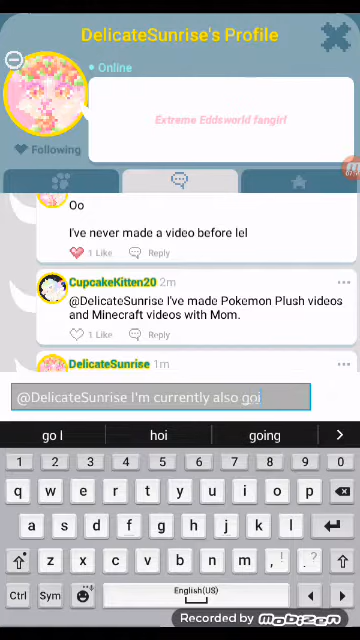 DelicateSunrise's Profile
Online
Extreme Eddsworld fangirl
Following
Oo
I've never made a video before lel
1 Like Reply
CupcakeKitten20 2m
@DelicateSunrise I've made Pokemon Plush videos
and Minecraft videos with Mom.
1 Like Reply
DelicateSunrise 1m
@DelicateSunrise I'm currently also goi
go I hoi going
1 2 3 4 5 6 7 8 9 0
q w e r t y u i o p
a s d f g h j k l
z x c v b n m , ! . ?
Ctrl Sym English(US)
Recorded by Mobizen